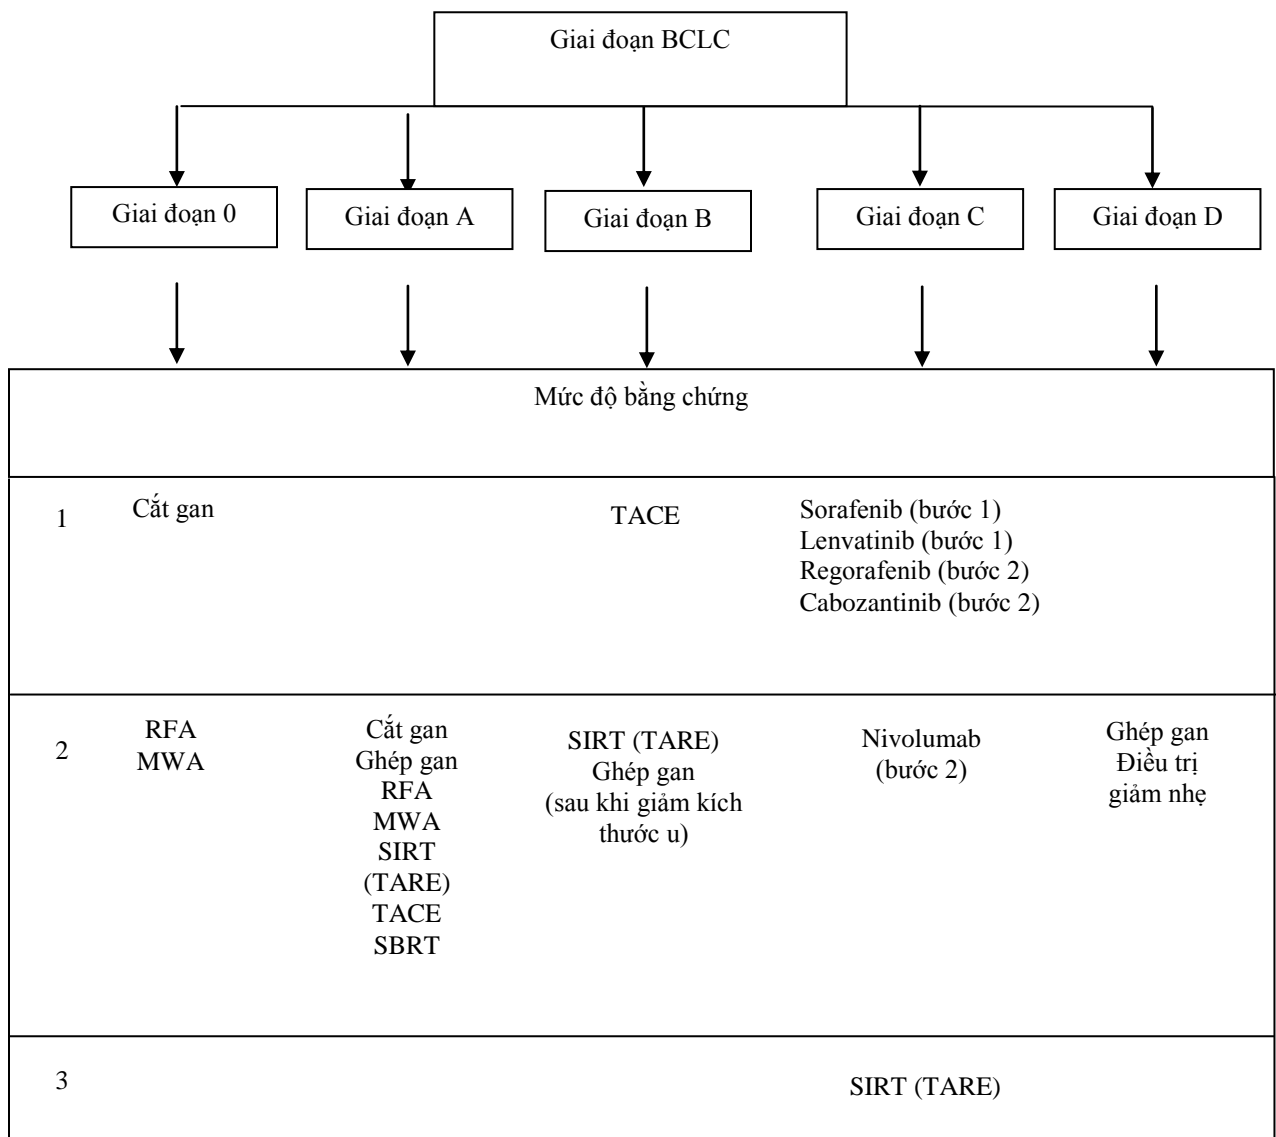 Giai đoạn BCLC
Giai đoạn 0
Giai đoạn A
Giai đoạn B
Giai đoạn C
Giai đoạn D
Mức độ bằng chứng
1
Cắt gan
TACE
Sorafenib (bước 1)
Lenvatinib (bước 1)
Regorafenib (bước 2)
Cabozantinib (bước 2)
2
RFA
MWA
Cắt gan
Ghép gan
RFA
MWA
SIRT
(TARE)
TACE
SBRT
SIRT (TARE)
Ghép gan
(sau khi giảm kích
thước u)
Nivolumab
(bước 2)
Ghép gan
Điều trị
giảm nhẹ
3
SIRT (TARE)